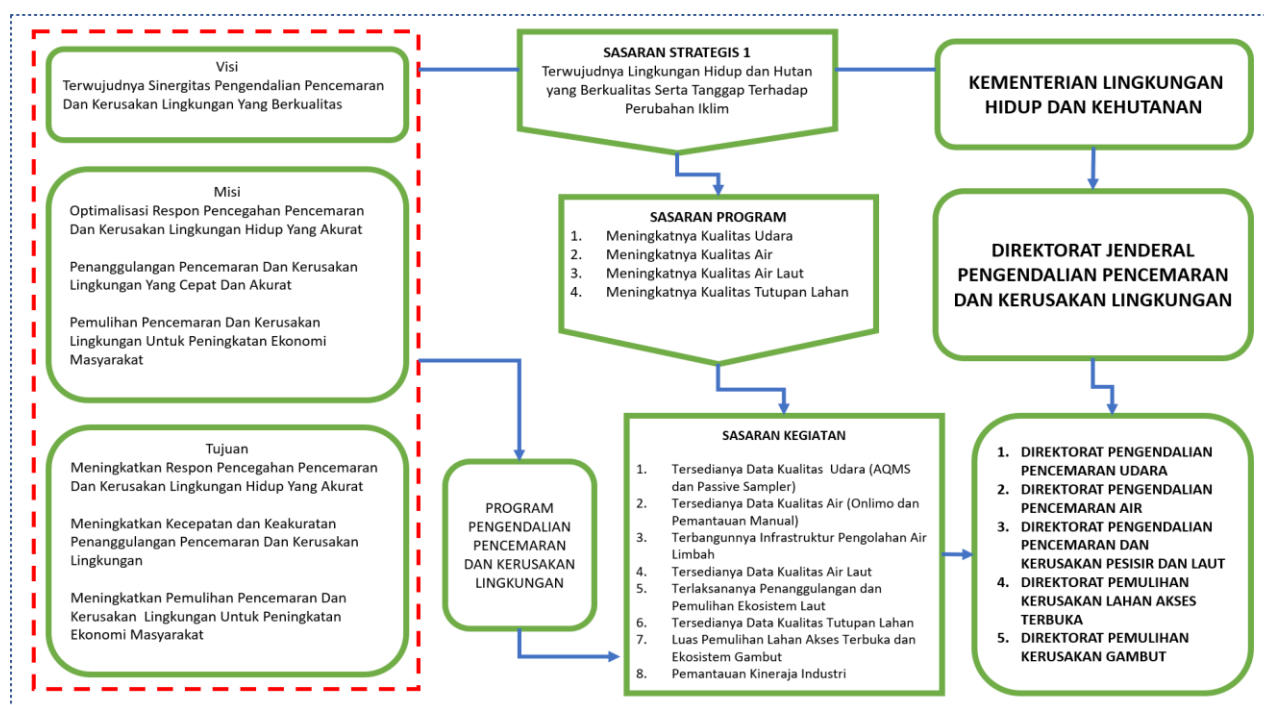 Visi
Terwujudnya Sinergitas Pengendalian Pencemaran
Dan Kerusakan Lingkungan Yang Berkualitas
Misi
Optimalisasi Respon Pencegahan Pencemaran
Dan Kerusakan Lingkungan Hidup Yang Akurat
Penanggulangan Pencemaran Dan Kerusakan
Lingkungan Yang Cepat Dan Akurat
Pemulihan Pencemaran Dan Kerusakan
Lingkungan Untuk Peningkatan Ekonomi
Masyarakat
Tujuan
Meningkatkan Respon Pencegahan Pencemaran
Dan Kerusakan Lingkungan Hidup Yang Akurat
Meningkatkan Kecepatan dan Keakuratan
Penanggulangan Pencemaran Dan Kerusakan
Lingkungan
Meningkatkan Pemulihan Pencemaran Dan
Kerusakan Lingkungan Untuk Peningkatan
Ekonomi Masyarakat
SASARAN STRATEGIS 1
Terwujudnya Lingkungan Hidup dan Hutan
yang Berkualitas Serta Tanggap Terhadap
Perubahan Iklim
SASARAN PROGRAM
1. Meningkatnya Kualitas Udara
2. Meningkatnya Kualitas Air
3. Meningkatnya Kualitas Air Laut
4. Meningkatnya Kualitas Tutupan Lahan
PROGRAM
PENGENDALIAN
PENCEMARAN
DAN KERUSAKAN
LINGKUNGAN
SASARAN KEGIATAN
1. Tersedianya Data Kualitas Udara (AQMS
dan Passive Sampler)
2. Tersedianya Data Kualitas Air (Onlimo dan
Pemantauan Manual)
3. Terbangunnya Infrastruktur Pengolahan Air
Limbah
4. Tersedianya Data Kualitas Air Laut
5. Terlaksananya Penanggulangan dan
Pemulihan Ekosistem Laut
6. Tersedianya Data Kualitas Tutupan Lahan
7. Luas Pemulihan Lahan Akses Terbuka dan
Ekosistem Gambut
8. Pemantauan Kineraja Industri
KEMENTERIAN LINGKUNGAN
HIDUP DAN KEHUTANAN
DIREKTORAT JENDERAL
PENGENDALIAN PENCEMARAN
DAN KERUSAKAN LINGKUNGAN
1. DIREKTORAT PENGENDALIAN
PENCEMARAN UDARA
2. DIREKTORAT PENGENDALIAN
PENCEMARAN AIR
3. DIREKTORAT PENGENDALIAN
PENCEMARAN DAN
KERUSAKAN PESISIR DAN LAUT
4. DIREKTORAT PEMULIHAN
KERUSAKAN LAHAN AKSES
TERBUKA
5. DIREKTORAT PEMULIHAN
KERUSAKAN GAMBUT